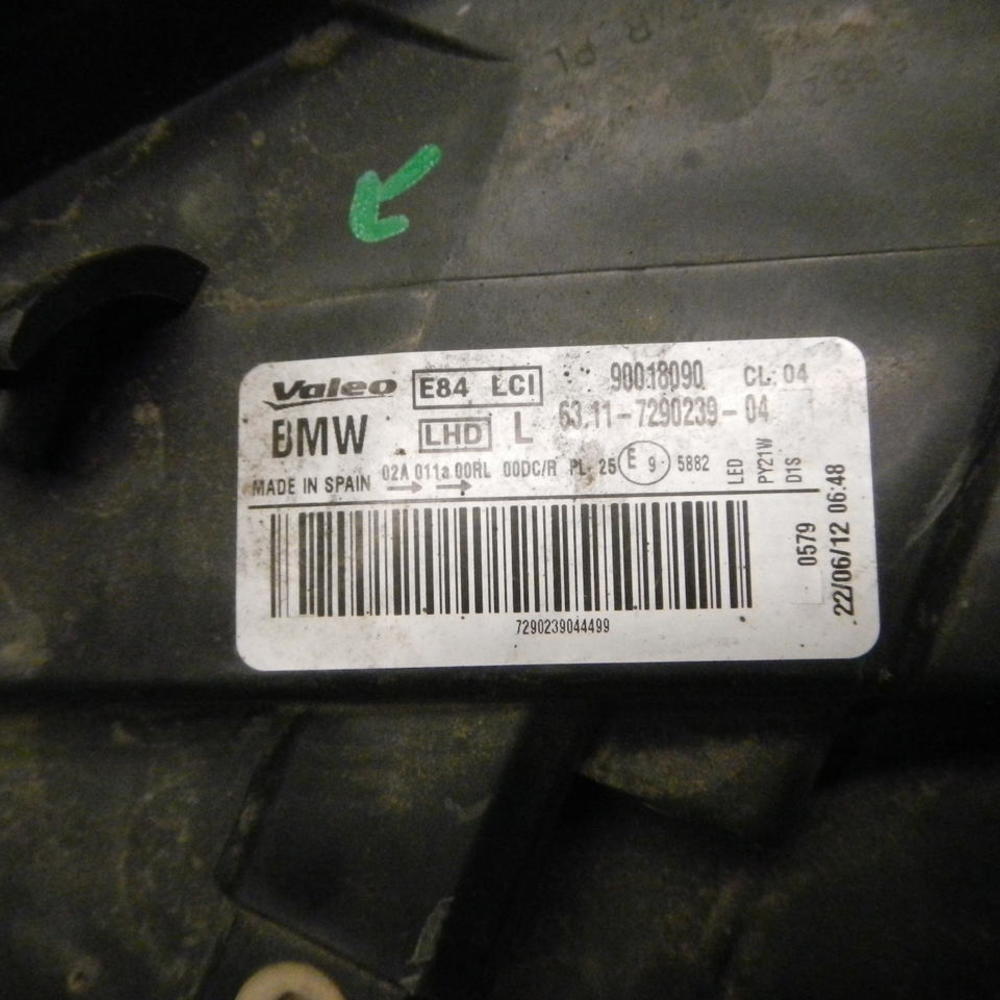 Valeo E84 LCI 90018090 CL: 04
BMW LHD L 63.11-7290239-04
MADE IN SPAIN 02A 011a 00RL 00DC/R PL: 25 E 9 5882
LED
PY21W
D1S
7290239044499
0579
22/06/12 06:48